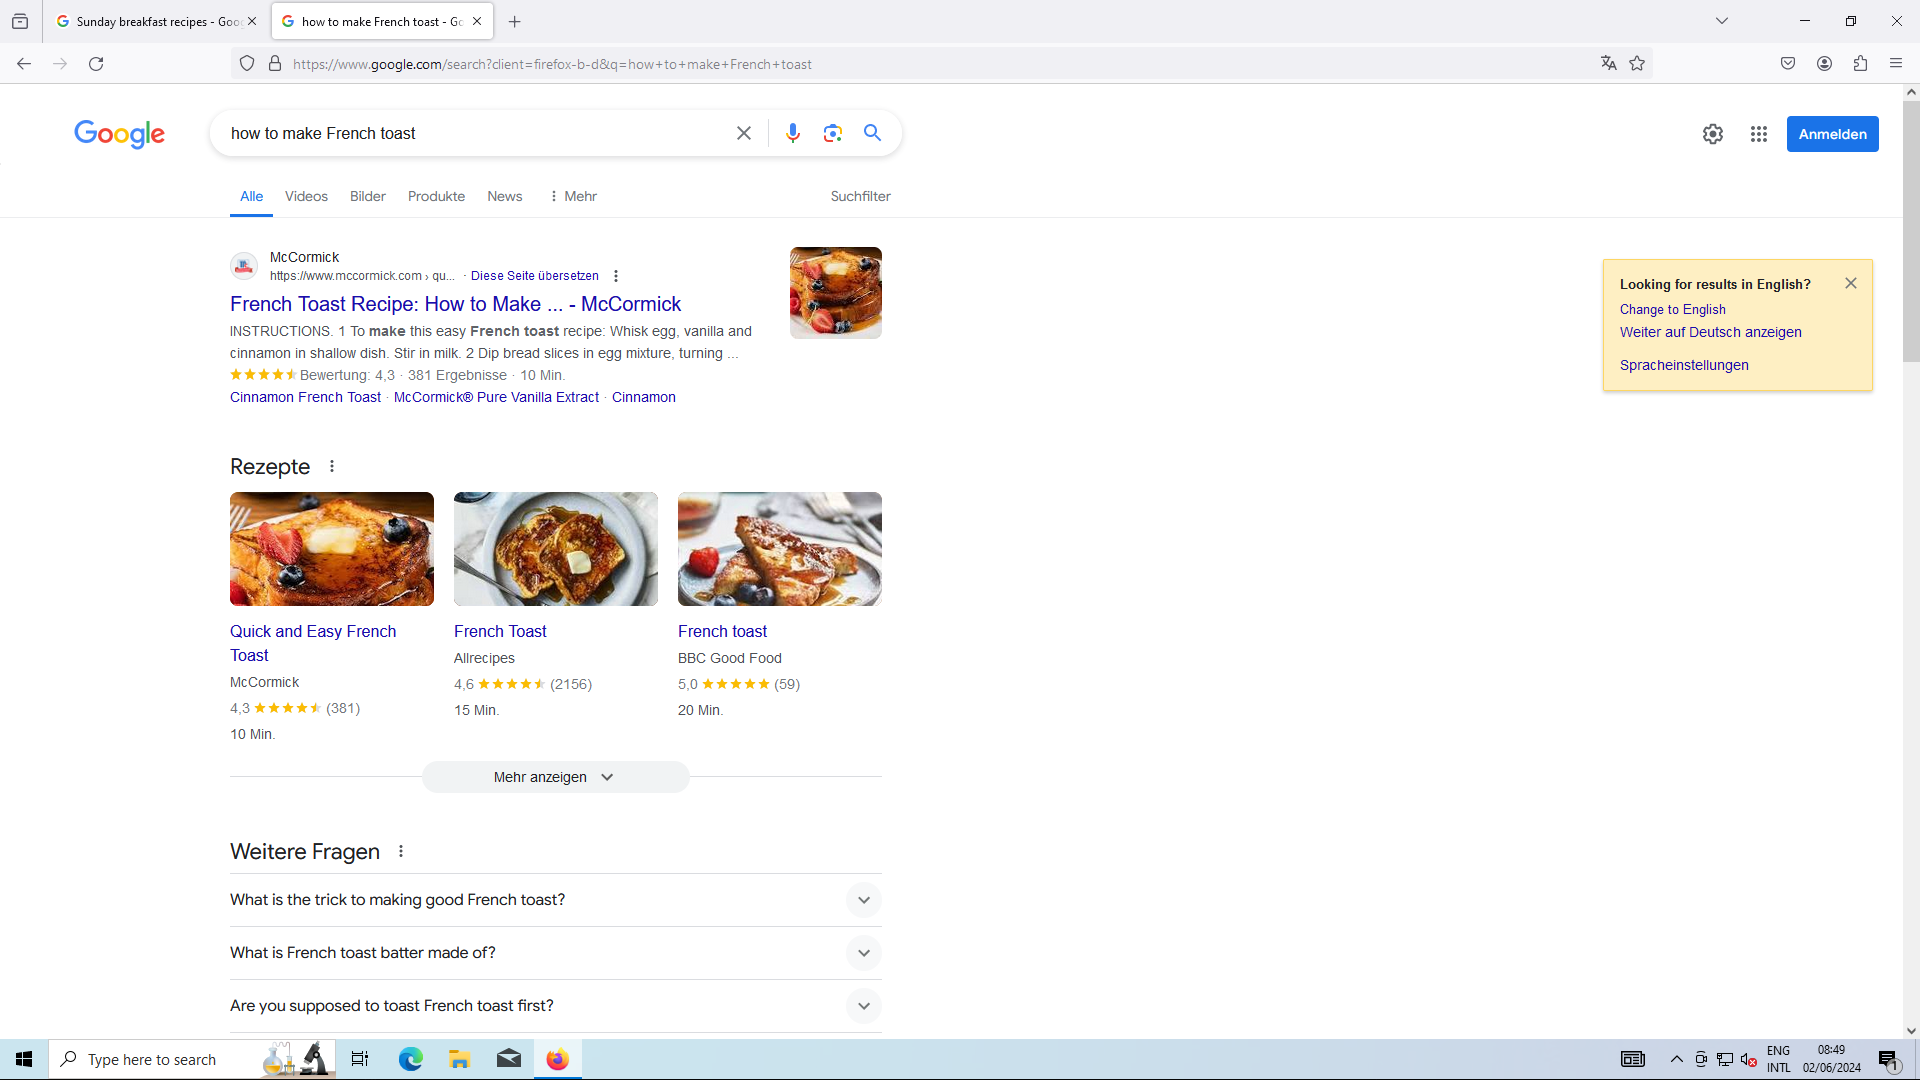 Sunday breakfast recipes - Goo
how to make French toast - Go
https://www.google.com/search?client=firefox-b-d&q=how+to+make+French+toast
Google
how to make French toast
Anmelden
Alle
Videos
Bilder
Produkte
News
Mehr
Suchfilter
McCormick
https://www.mccormick.com › qu... · Diese Seite übersetzen
French Toast Recipe: How to Make ... - McCormick
INSTRUCTIONS. 1 To make this easy French toast recipe: Whisk egg, vanilla and
cinnamon in shallow dish. Stir in milk. 2 Dip bread slices in egg mixture, turning ...
Bewertung: 4,3 · 381 Ergebnisse · 10 Min.
Cinnamon French Toast · McCormick® Pure Vanilla Extract · Cinnamon
Looking for results in English?
Change to English
Weiter auf Deutsch anzeigen
Spracheinstellungen
Rezepte
Quick and Easy French
Toast
McCormick
4,3 (381)
10 Min.
French Toast
Allrecipes
4,6 (2156)
15 Min.
French toast
BBC Good Food
5,0 (59)
20 Min.
Mehr anzeigen
Weitere Fragen
What is the trick to making good French toast?
What is French toast batter made of?
Are you supposed to toast French toast first?
Type here to search
ENG
INTL
08:49
02/06/2024
1